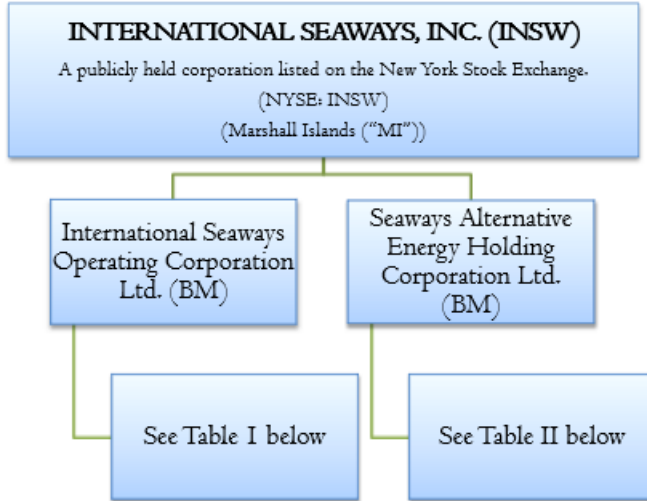 INTERNATIONAL SEAWAYS, INC. (INSW)
A publicly held corporation listed on the New York Stock Exchange.
(NYSE: INSW)
(Marshall Islands (“MI”))
International Seaways
Operating Corporation
Ltd. (BM)
Seaways Alternative
Energy Holding
Corporation Ltd.
(BM)
See Table I below
See Table II below